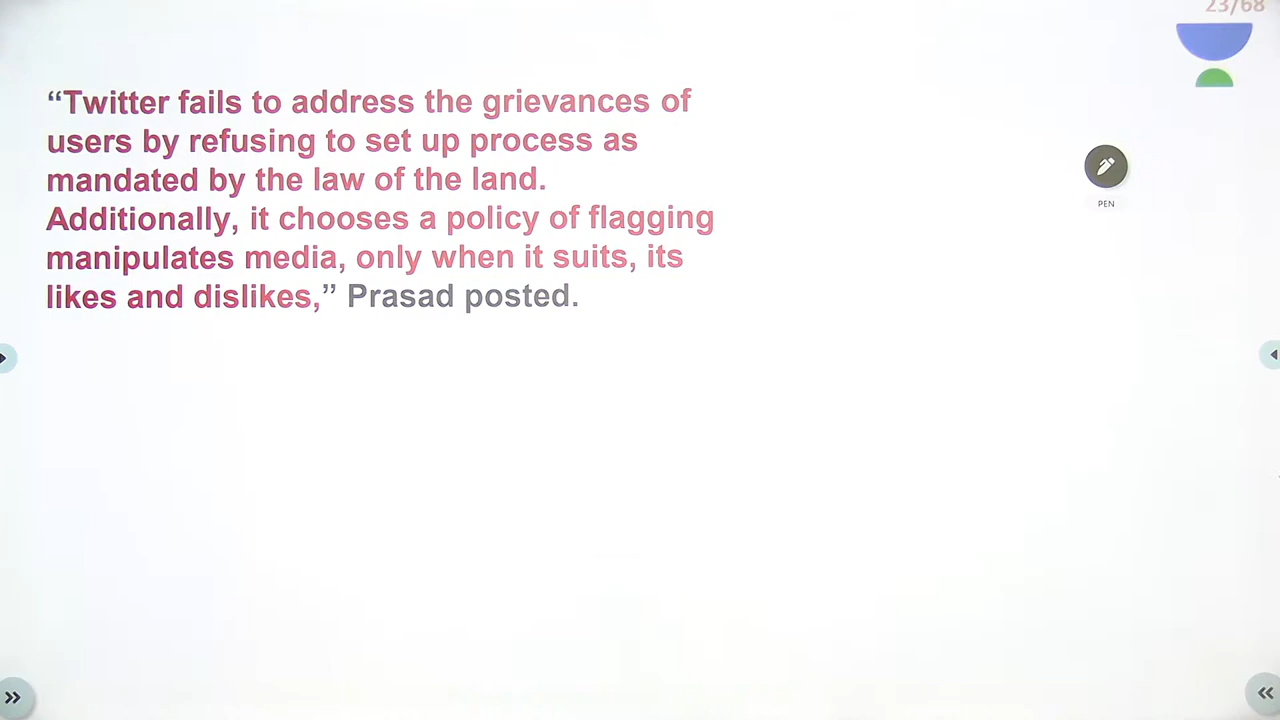 23/68
“Twitter fails to address the grievances of
users by refusing to set up process as
mandated by the law of the land.
Additionally, it chooses a policy of flagging
manipulates media, only when it suits, its
likes and dislikes,” Prasad posted.
PEN